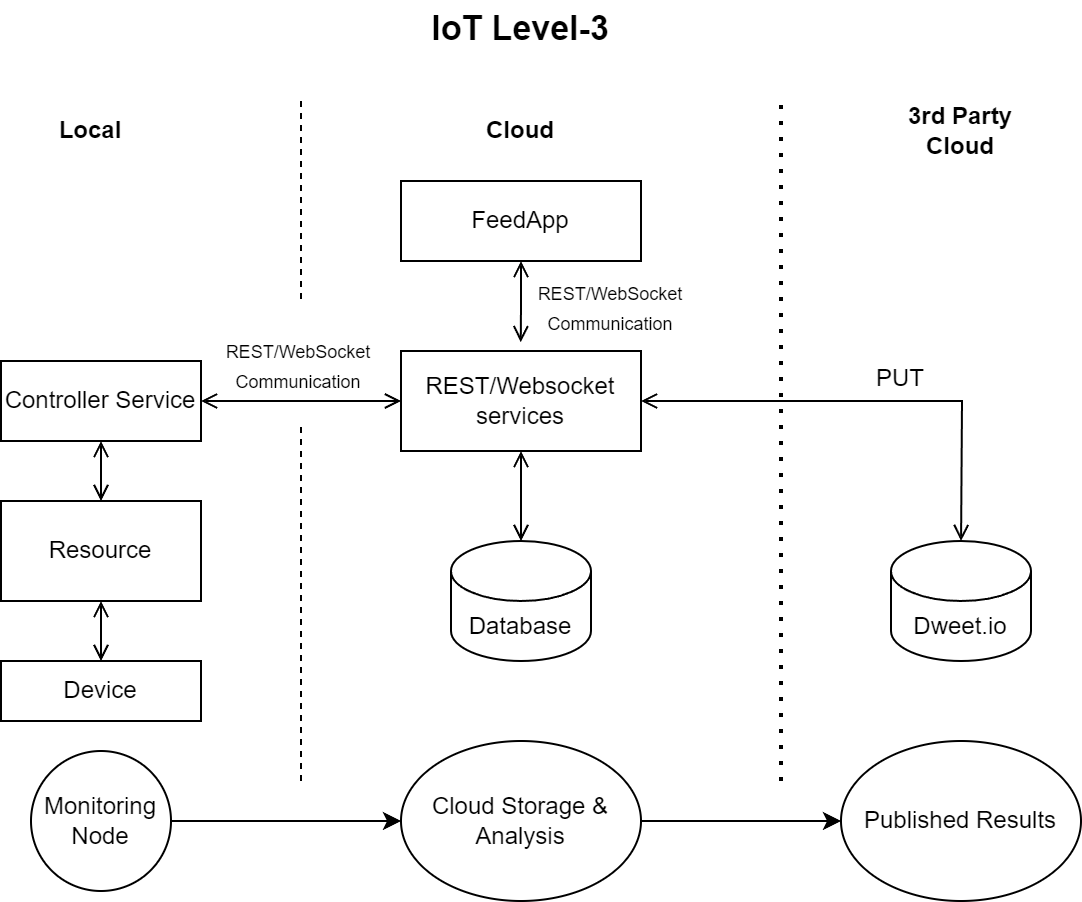 IoT Level-3
Local
Cloud
3rd Party
Cloud
FeedApp
REST/WebSocket
Communication
REST/WebSocket
Communication
Controller Service
REST/Websocket
services
PUT
Resource
Database
Dweet.io
Device
Monitoring
Node
Cloud Storage &
Analysis
Published Results